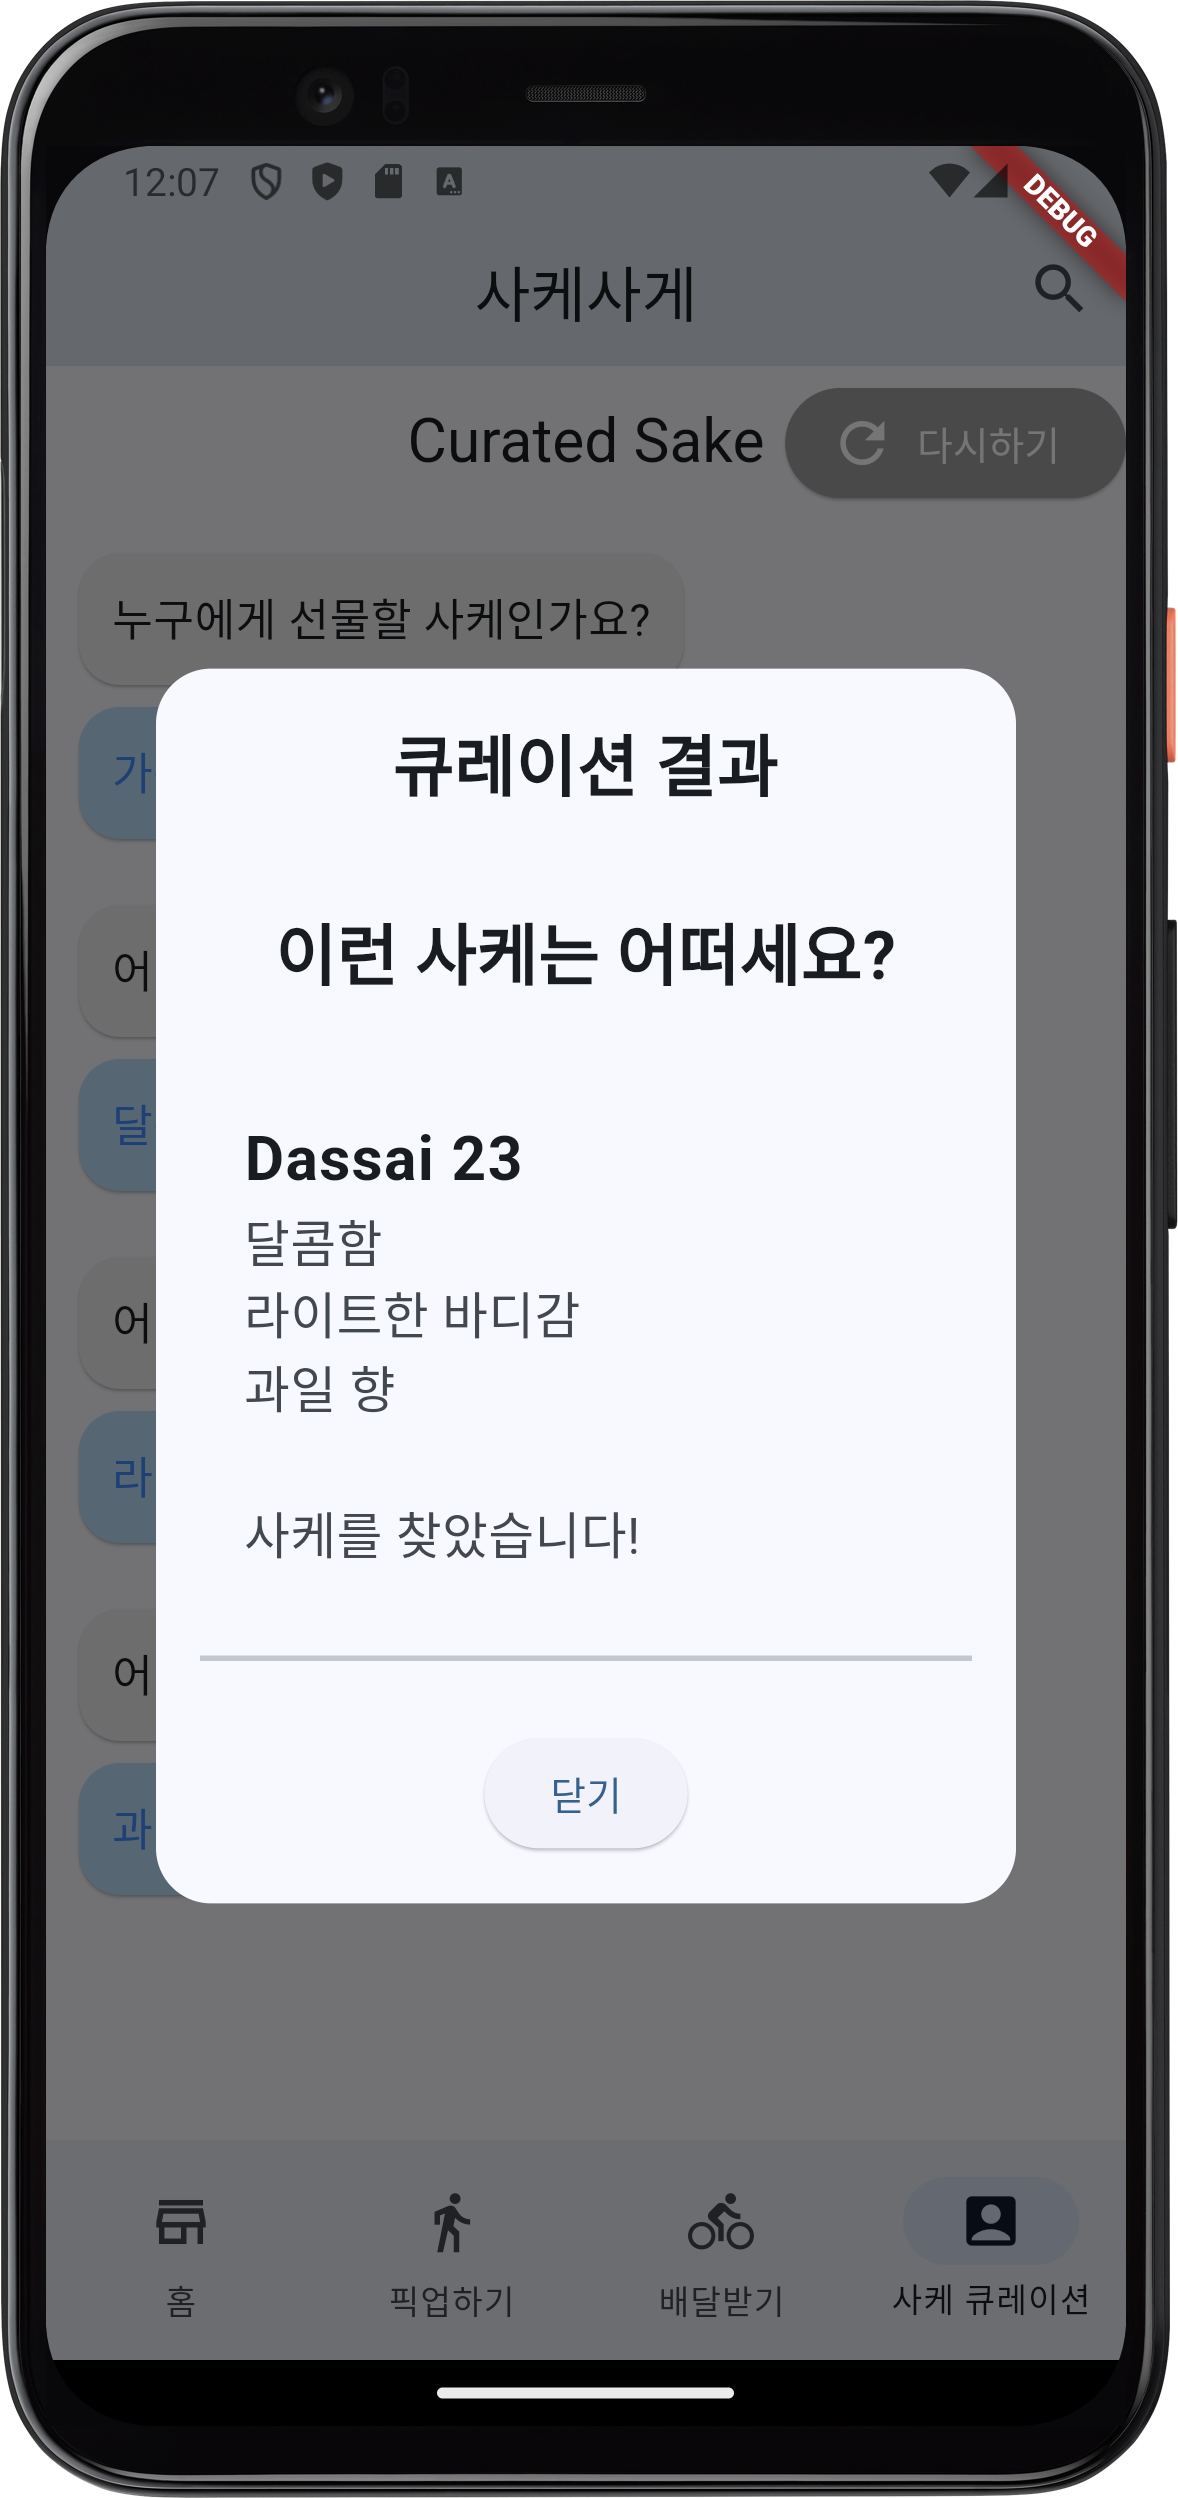 12:07
DEBUG
사케사게
Curated Sake
다시하기
누구에게 선물할 사케인가요?
가
어
달
어
라
어
과
큐레이션 결과
이런 사케는 어떠세요?
Dassai 23
달콤함
라이트한 바디감
과일 향
사케를 찾았습니다!
닫기
홈
픽업하기
배달받기
사케 큐레이션